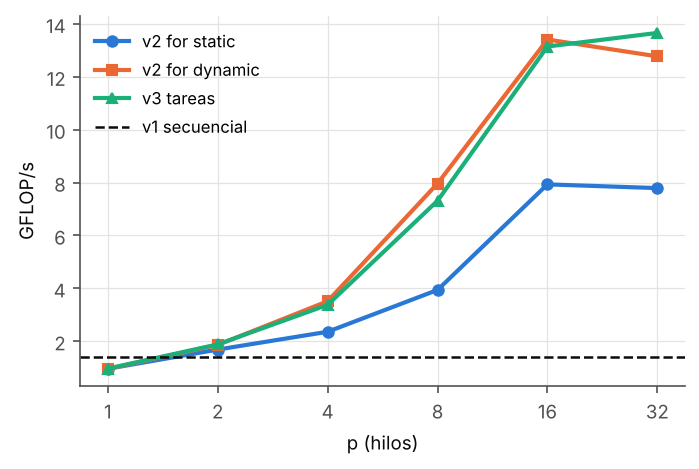 14
12
10
8
6
4
2
GFLOP/s
v2 for static
v2 for dynamic
v3 tareas
v1 secuencial
1 2 4 8 16 32
p (hilos)